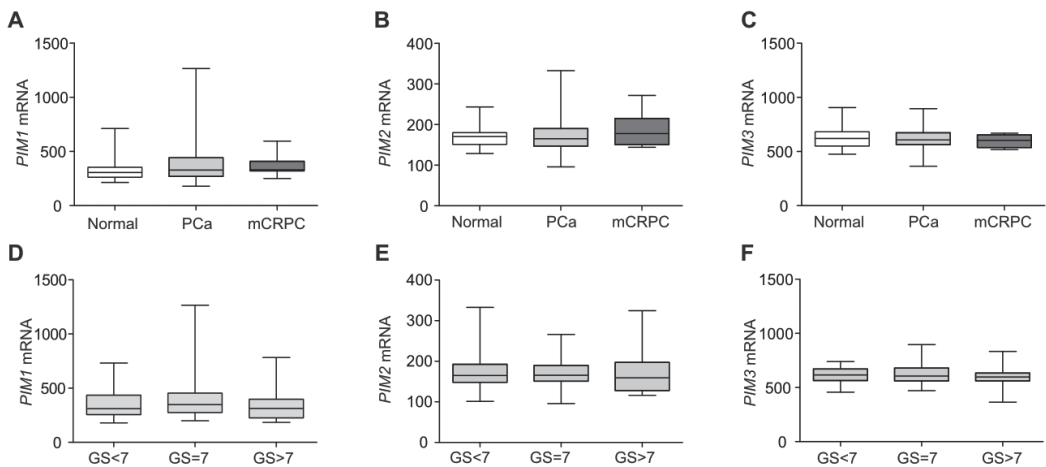 A
PIM1 mRNA
1500
1000
500
0
Normal PCa mCRPC
B
PIM2 mRNA
400
300
200
100
0
Normal PCa mCRPC
C
PIM3 mRNA
1500
1000
500
0
Normal PCa mCRPC
D
PIM1 mRNA
1500
1000
500
0
GS<7 GS=7 GS>7
E
PIM2 mRNA
400
300
200
100
0
GS<7 GS=7 GS>7
F
PIM3 mRNA
1500
1000
500
0
GS<7 GS=7 GS>7